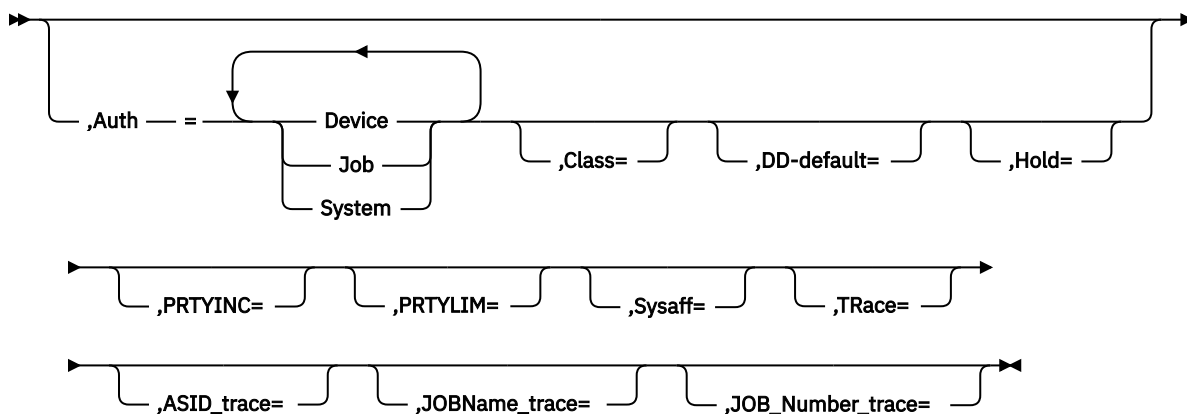 ,Auth = Device ,Class= ,DD-default= ,Hold=
Job
System
,PRTYINC= ,PRTYLIM= ,Sysaff= ,TRace=
,ASID_trace= ,JOBName_trace= ,JOB_Number_trace=